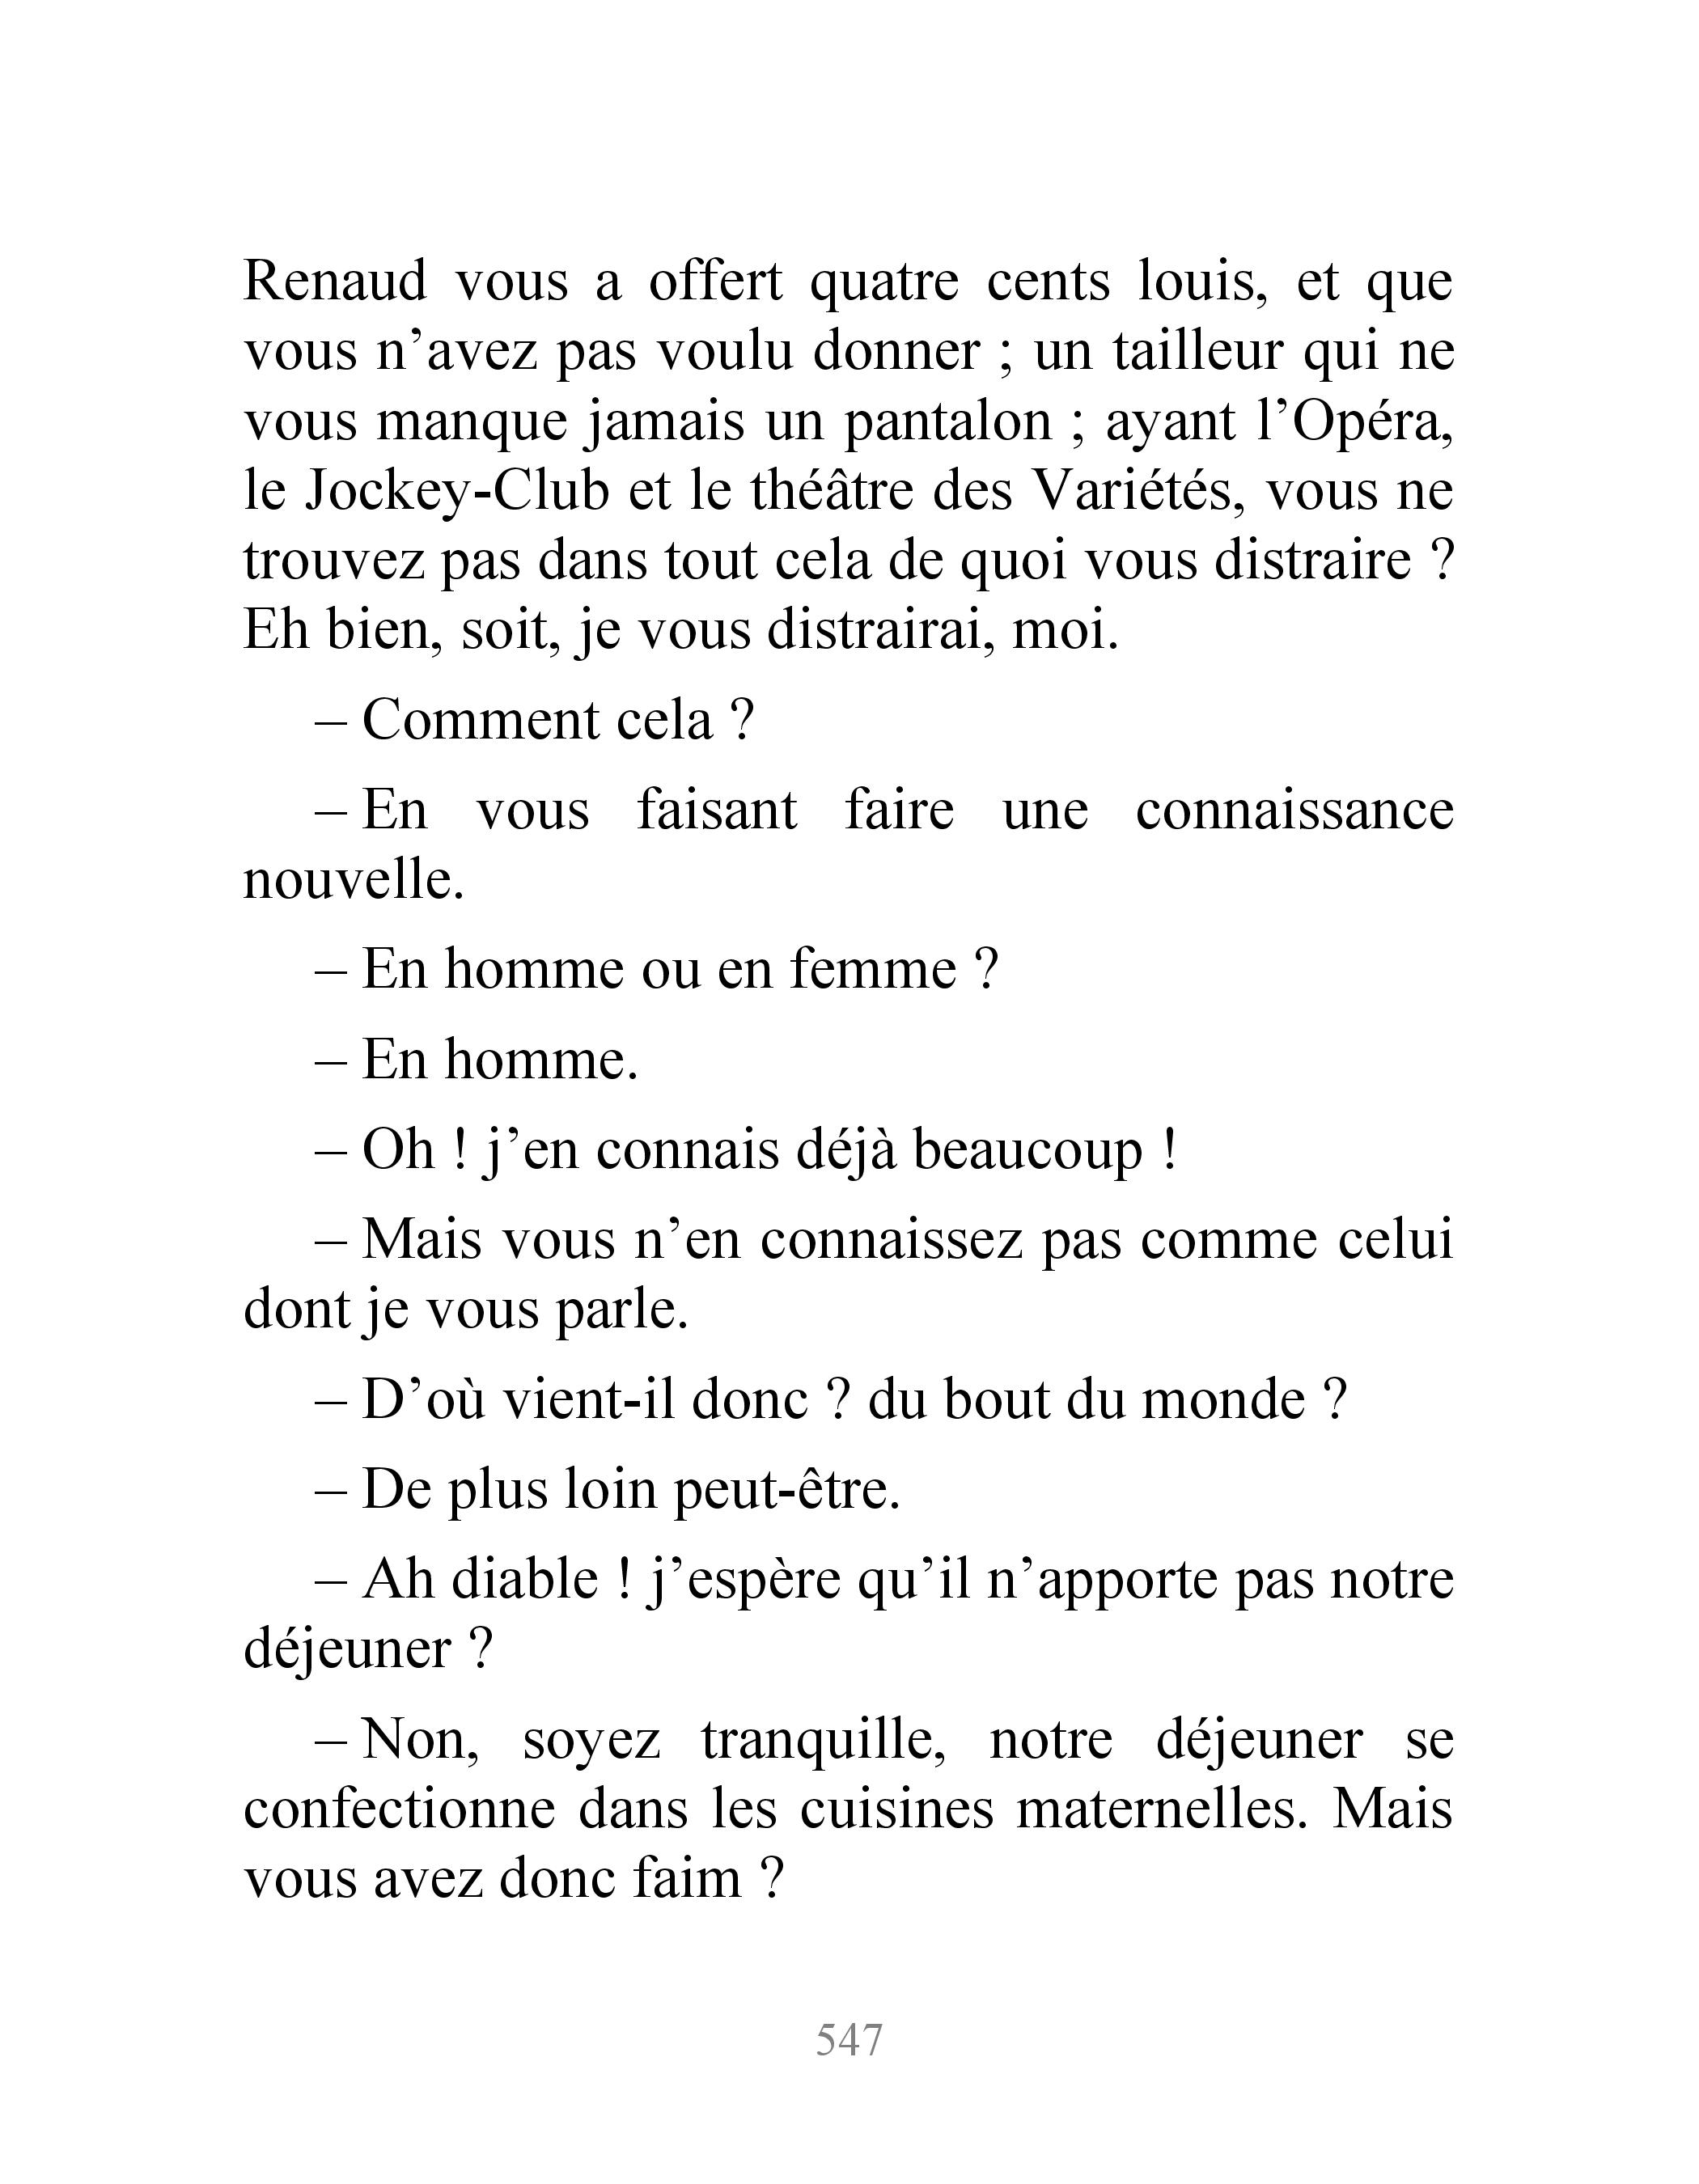 Renaud vous a offert quatre cents louis, et que
vous n’avez pas voulu donner ; un tailleur qui ne
vous manque jamais un pantalon ; ayant l’Opéra,
le Jockey-Club et le théâtre des Variétés, vous ne
trouvez pas dans tout cela de quoi vous distraire ?
Eh bien, soit, je vous distrairai, moi.
– Comment cela ?
– En vous faisant faire une connaissance
nouvelle.
– En homme ou en femme ?
– En homme.
– Oh ! j’en connais déjà beaucoup !
– Mais vous n’en connaissez pas comme celui
dont je vous parle.
– D’où vient-il donc ? du bout du monde ?
– De plus loin peut-être.
– Ah diable ! j’espère qu’il n’apporte pas notre
déjeuner ?
– Non, soyez tranquille, notre déjeuner se
confectionne dans les cuisines maternelles. Mais
vous avez donc faim ?
547